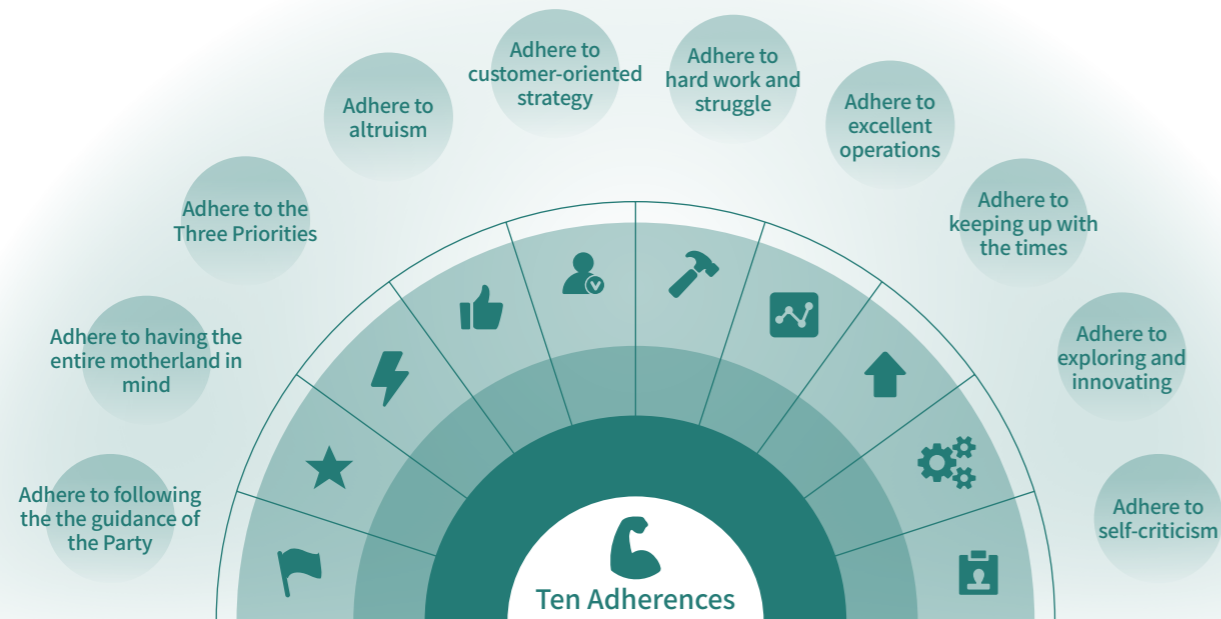 Adhere to following
the the guidance of
the Party
Adhere to having the
entire motherland in
mind
Adhere to the
Three Priorities
Adhere to
altruism
Adhere to
customer-oriented
strategy
Adhere to
hard work and
struggle
Adhere to
excellent
operations
Adhere to
keeping up with
the times
Adhere to
exploring and
innovating
Adhere to
self-criticism
Ten Adherences